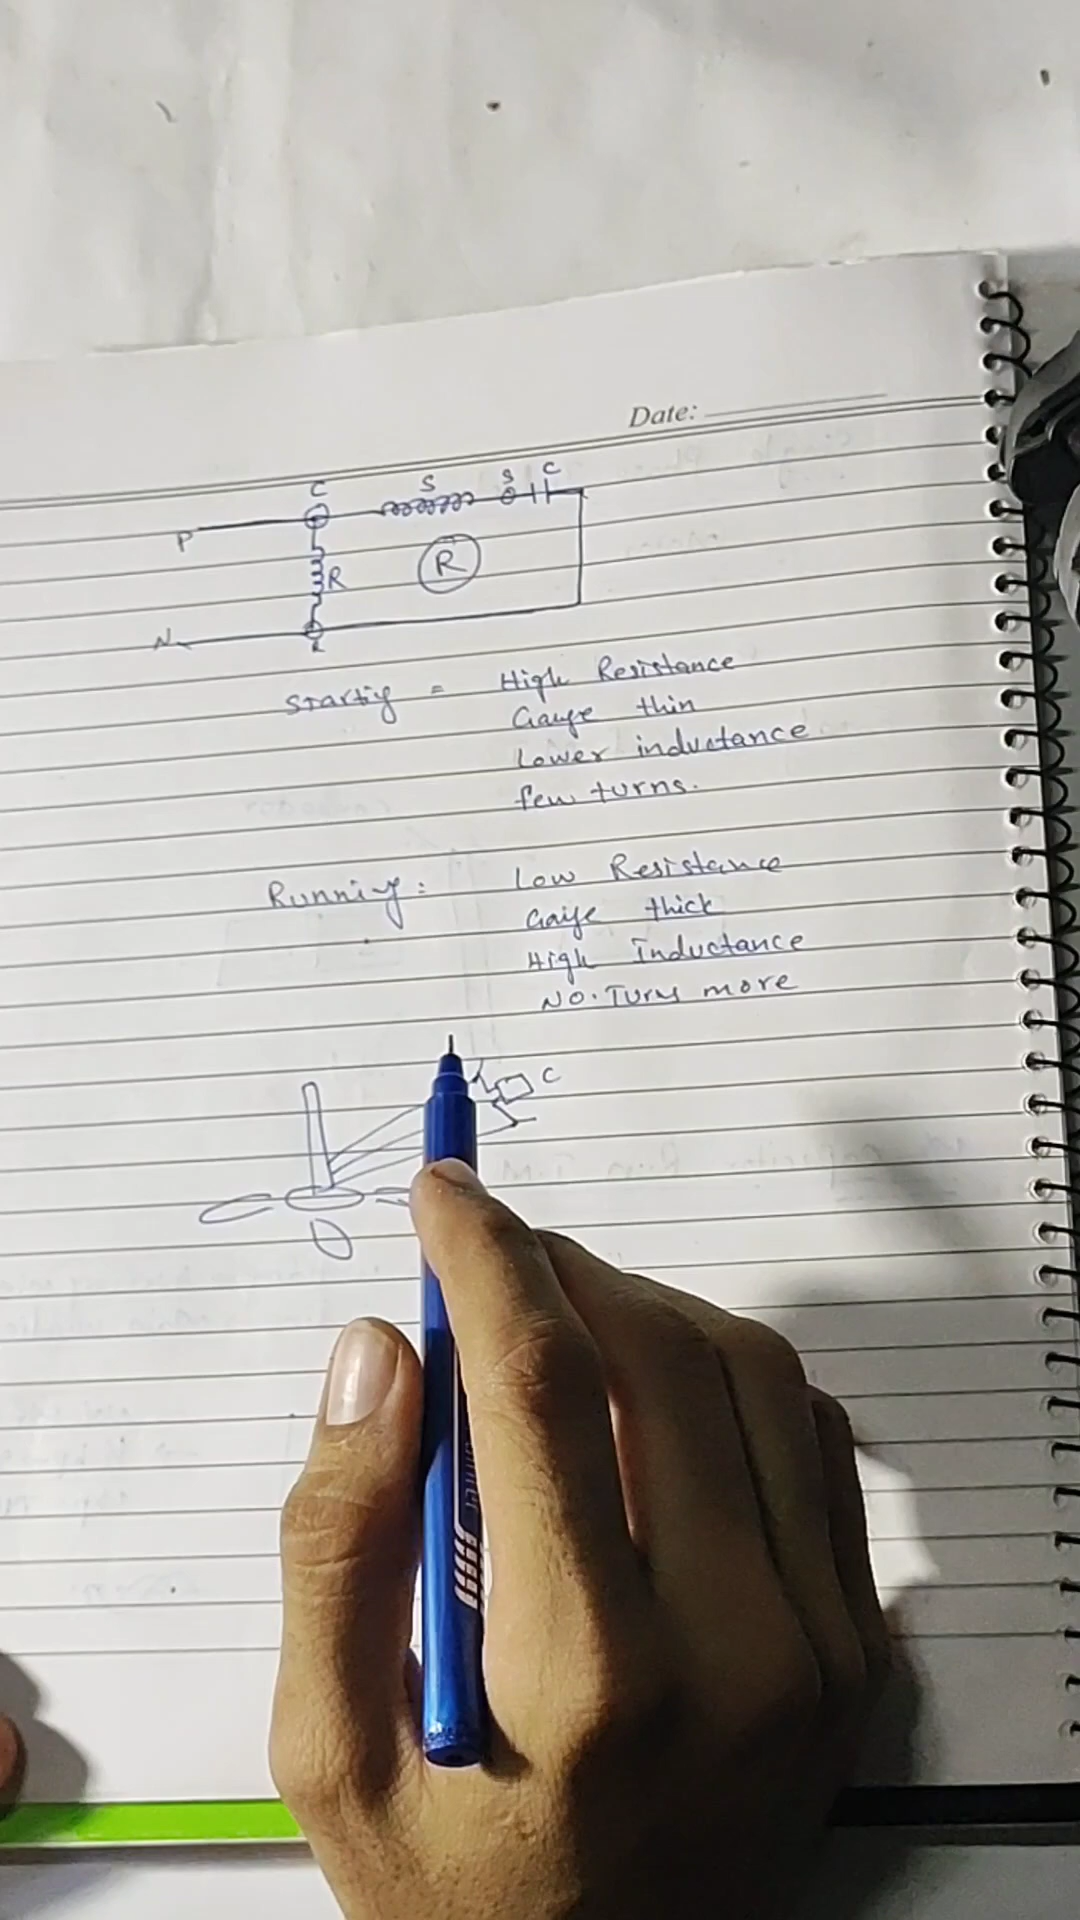 Date:
C S S C
P
R R
N
R
Startig = High Resistance
Gauge thin
Lower inductance
few turns.
Running: Low Resistance
Gauge thick
High Inductance
NO. Turns more
C